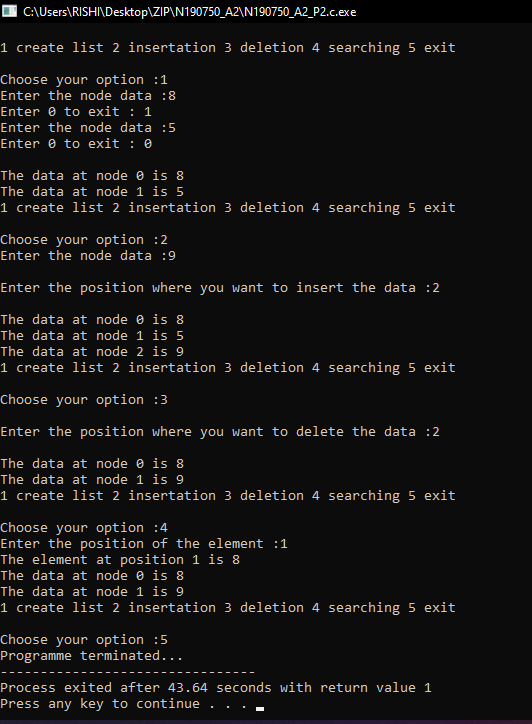 C:\Users\RISHI\Desktop\ZIP\N190750_A2\N190750_A2_P2.c.exe
1 create list 2 insertation 3 deletion 4 searching 5 exit
Choose your option :1
Enter the node data :8
Enter 0 to exit : 1
Enter the node data :5
Enter 0 to exit : 0
The data at node 0 is 8
The data at node 1 is 5
1 create list 2 insertation 3 deletion 4 searching 5 exit
Choose your option :2
Enter the node data :9
Enter the position where you want to insert the data :2
The data at node 0 is 8
The data at node 1 is 5
The data at node 2 is 9
1 create list 2 insertation 3 deletion 4 searching 5 exit
Choose your option :3
Enter the position where you want to delete the data :2
The data at node 0 is 8
The data at node 1 is 9
1 create list 2 insertation 3 deletion 4 searching 5 exit
Choose your option :4
Enter the position of the element :1
The element at position 1 is 8
The data at node 0 is 8
The data at node 1 is 9
1 create list 2 insertation 3 deletion 4 searching 5 exit
Choose your option :5
Programme terminated...
--------------------------------
Process exited after 43.64 seconds with return value 1
Press any key to continue . . .